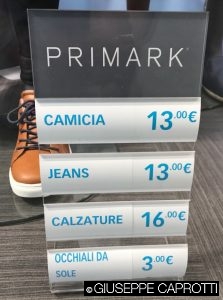 PRIMARK
CAMICIA 13.00€
JEANS 13.00€
CALZATURE 16.00€
OCCHIALI DA
SOLE 3.00€
©GIUSEPPE CAPROTTI